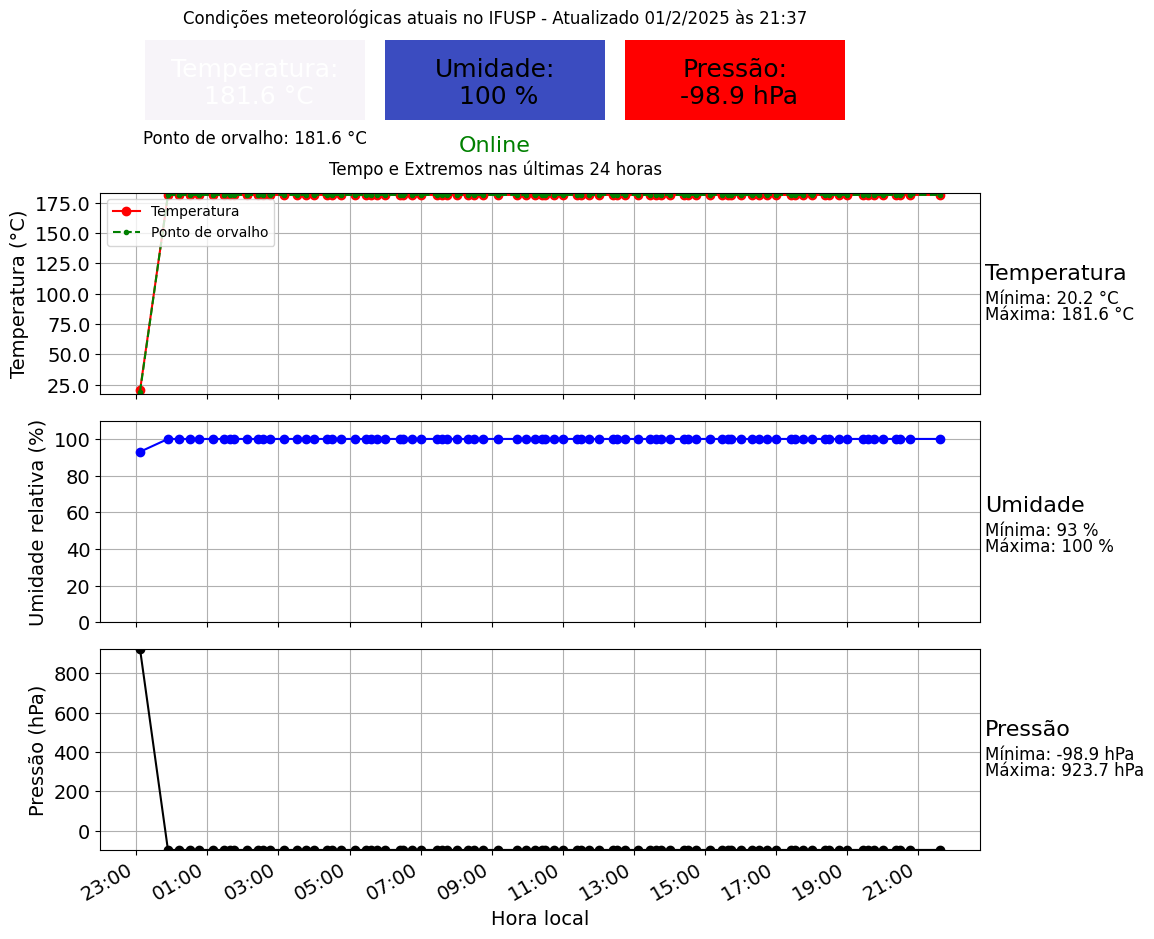 Condições meteorológicas atuais no IFUSP - Atualizado 01/2/2025 às 21:37
Temperatura:
181.6 °C
Umidade:
100 %
Pressão:
-98.9 hPa
Ponto de orvalho: 181.6 °C
Online
Tempo e Extremos nas últimas 24 horas
Temperatura (°C)
175.0
150.0
125.0
100.0
75.0
50.0
25.0
Temperatura
Ponto de orvalho
Temperatura
Mínima: 20.2 °C
Máxima: 181.6 °C
Umidade relativa (%)
100
80
60
40
20
0
Umidade
Mínima: 93 %
Máxima: 100 %
Pressão (hPa)
800
600
400
200
0
Pressão
Mínima: -98.9 hPa
Máxima: 923.7 hPa
23:00 01:00 03:00 05:00 07:00 09:00 11:00 13:00 15:00 17:00 19:00 21:00
Hora local